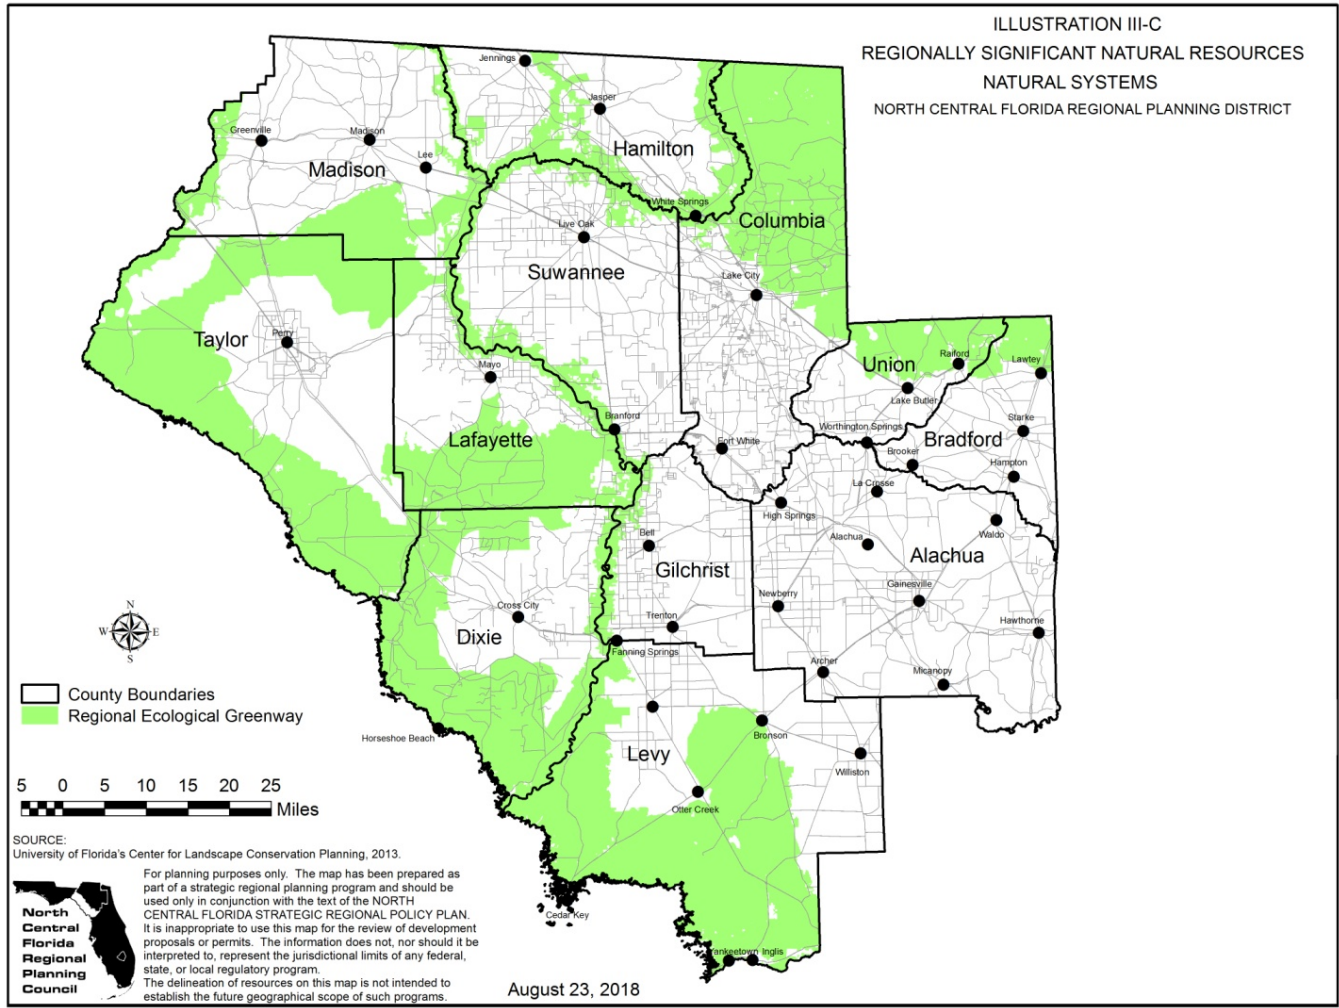 ILLUSTRATION III-C
REGIONALLY SIGNIFICANT NATURAL RESOURCES
NATURAL SYSTEMS
NORTH CENTRAL FLORIDA REGIONAL PLANNING DISTRICT
Jennings
Jasper
Greenville
Madison
Lee
Hamilton
Madison
White Springs
Columbia
Live Oak
Suwannee
Lake City
Taylor
Perry
Mayo
Union
Raiford
Lawtey
Lake Butler
Branford
Lafayette
Fort White
Worthington Springs
Starke
Bradford
Brooker
Hampton
La Crosse
High Springs
Bell
Alachua
Waldo
Alachua
Gilchrist
Gainesville
Newberry
Cross City
Trenton
Hawthorne
Dixie
Fanning Springs
Archer
Micanopy
N
W
E
S
County Boundaries
Regional Ecological Greenway
Horseshoe Beach
Bronson
Levy
Williston
Otter Creek
5 0 5 10 15 20 25
Miles
SOURCE:
University of Florida's Center for Landscape Conservation Planning, 2013.
For planning purposes only. The map has been prepared as
part of a strategic regional planning program and should be
used only in conjunction with the text of the NORTH
CENTRAL FLORIDA STRATEGIC REGIONAL POLICY PLAN.
It is inappropriate to use this map for the review of development
proposals or permits. The information does not, nor should it be
interpreted to, represent the jurisdictional limits of any federal,
state, or local regulatory program.
The delineation of resources on this map is not intended to
establish the future geographical scope of such programs.
North
Central
Florida
Regional
Planning
Council
Cedar Key
Yankeetown Inglis
August 23, 2018